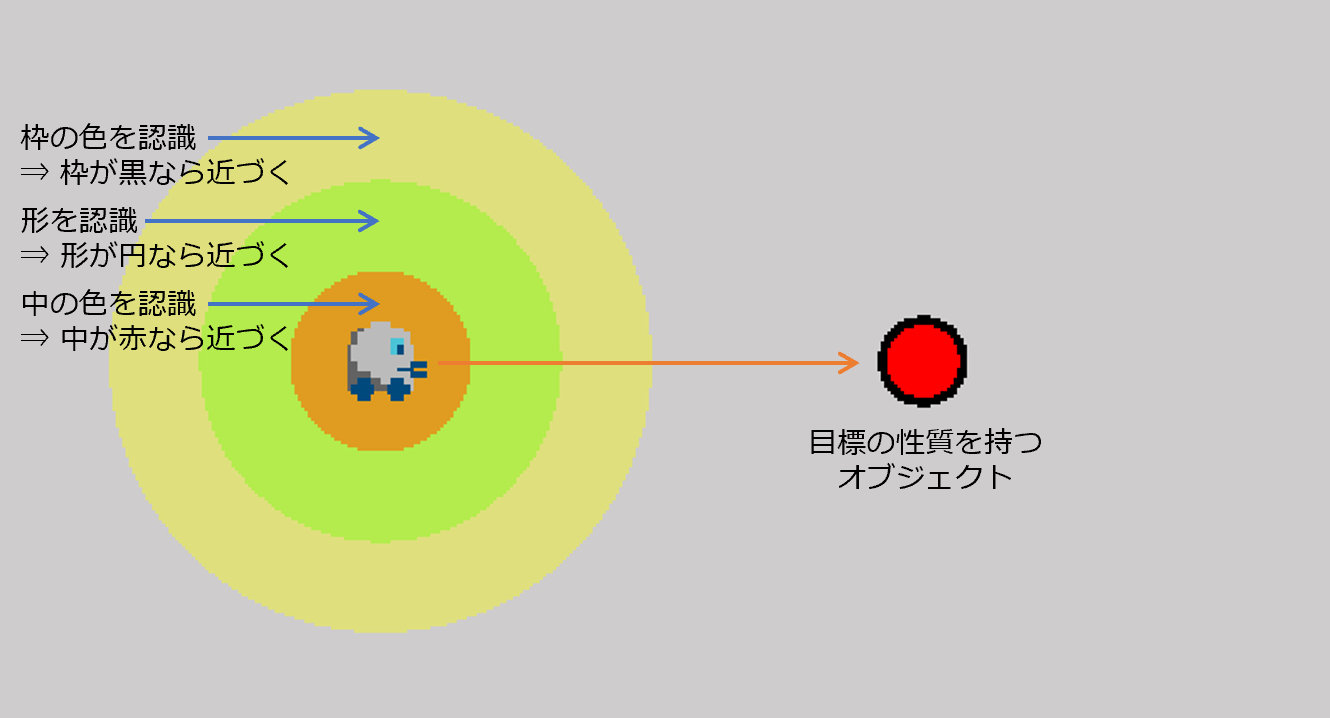 枠の色を認識
⇒ 枠が黒なら近づく
形を認識
⇒ 形が円なら近づく
中の色を認識
⇒ 中が赤なら近づく
目標の性質を持つ
オブジェクト